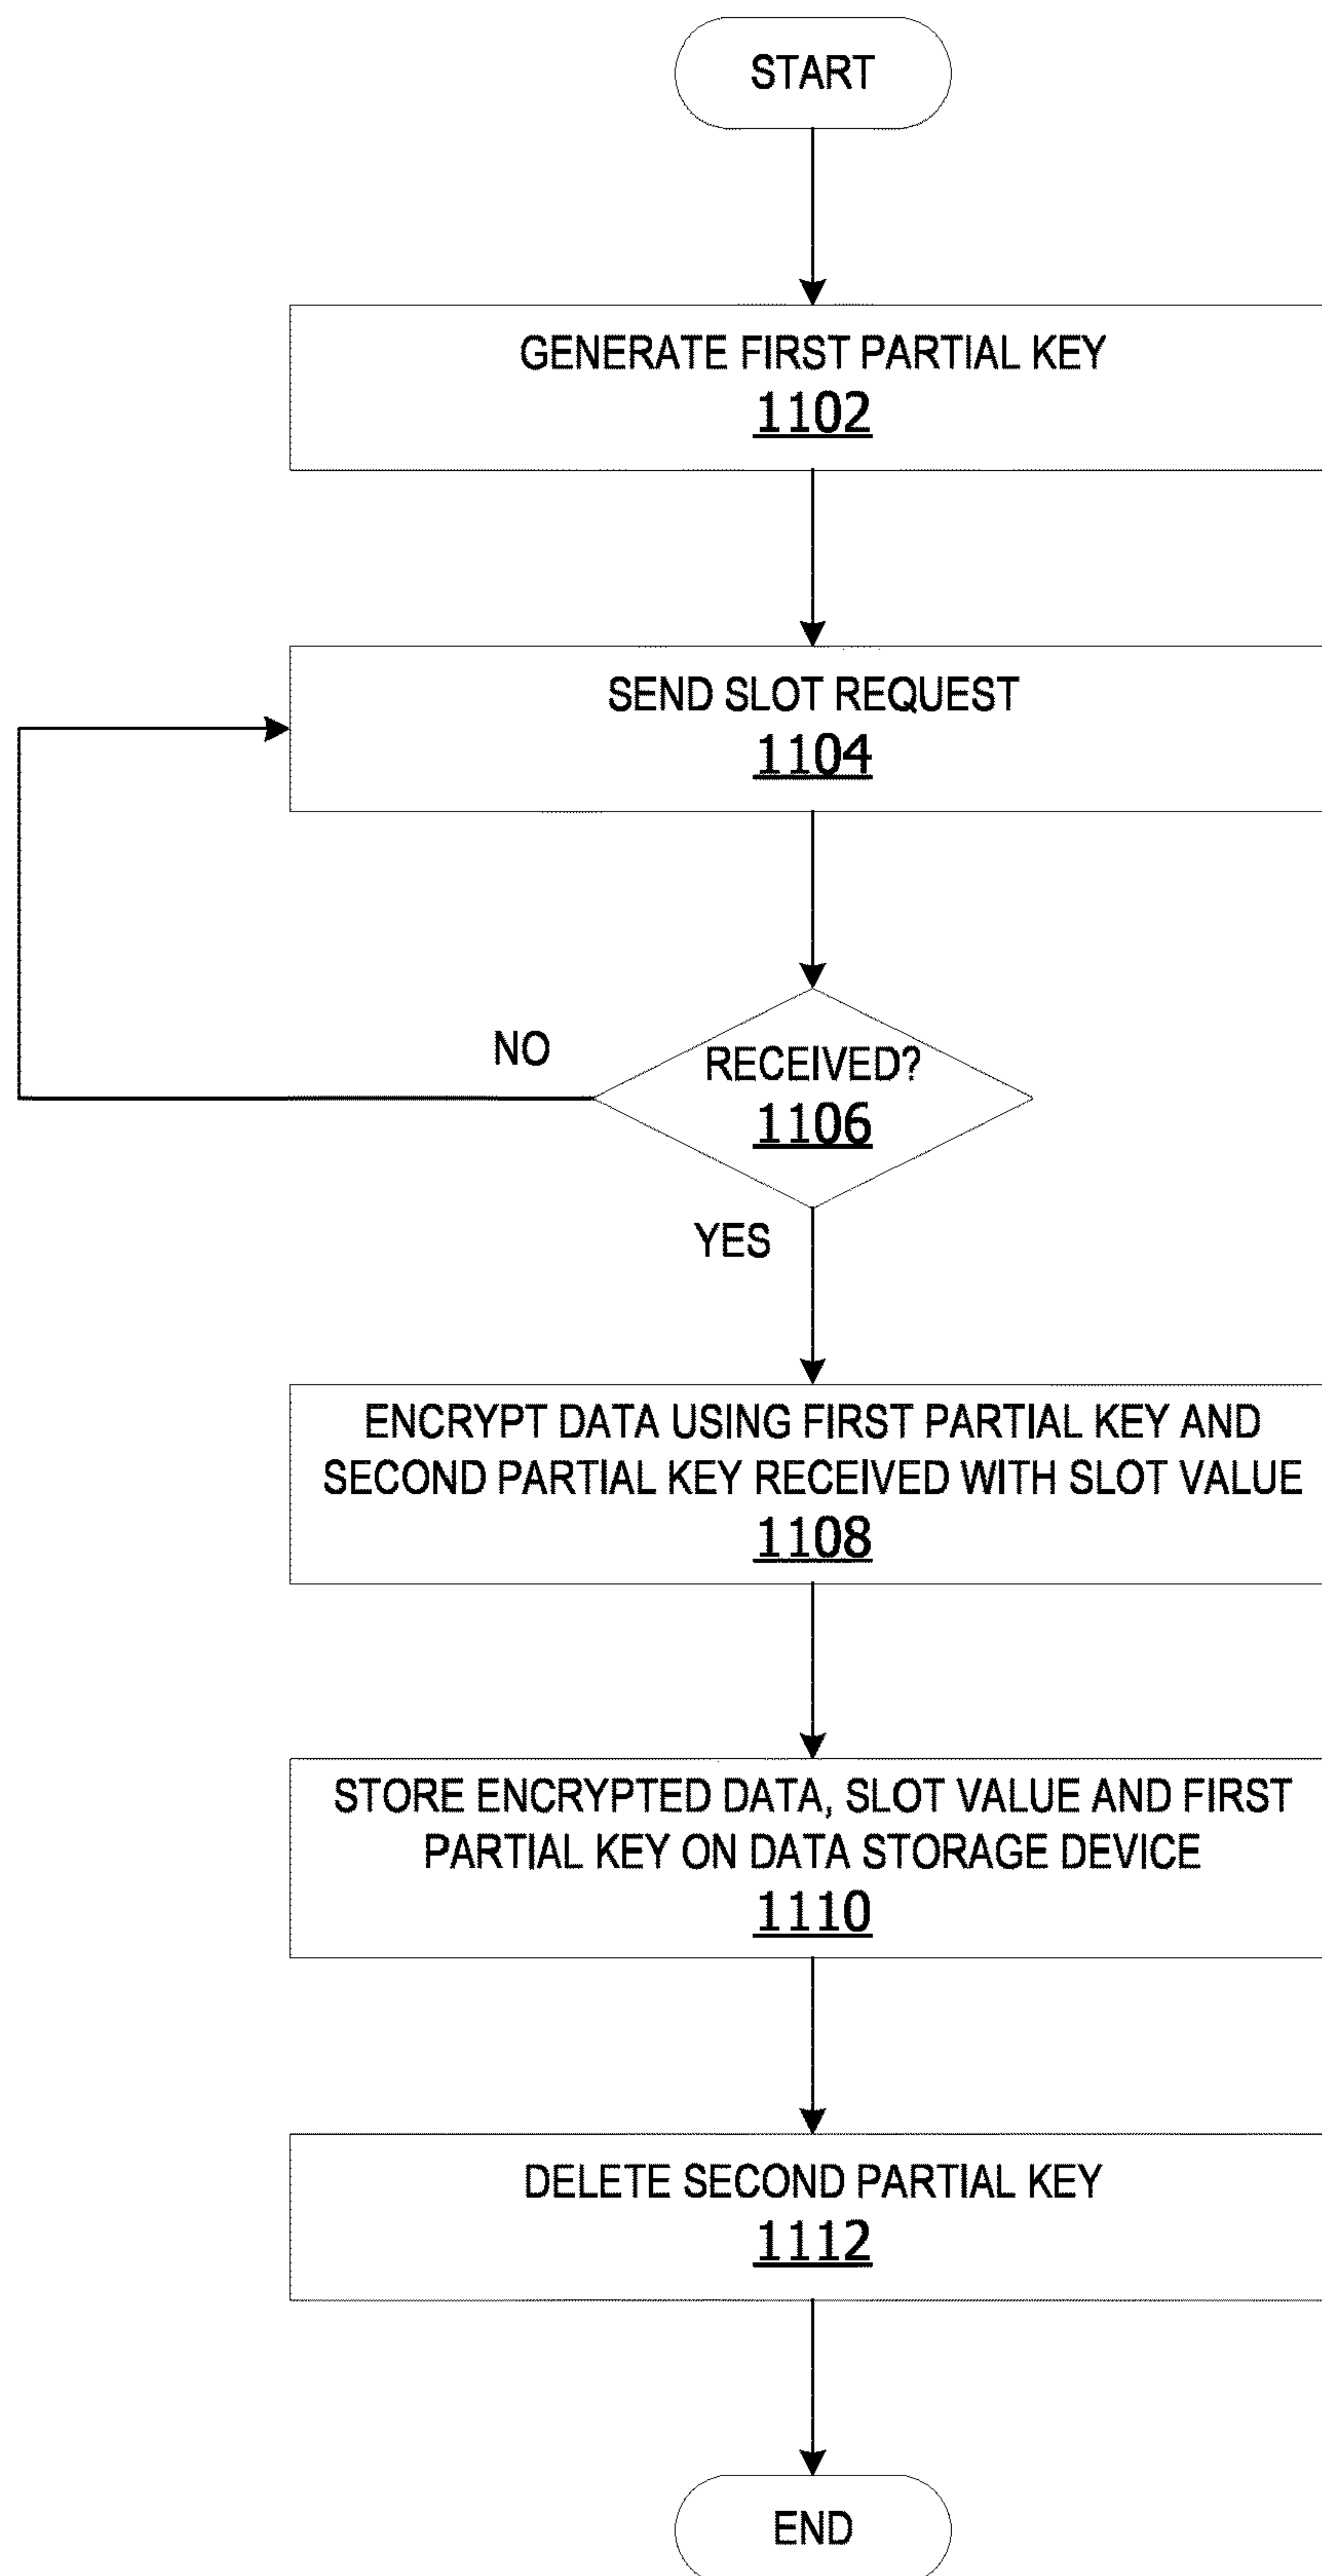 START
GENERATE FIRST PARTIAL KEY
1102
SEND SLOT REQUEST
1104
NO
RECEIVED?
1106
YES
ENCRYPT DATA USING FIRST PARTIAL KEY AND
SECOND PARTIAL KEY RECEIVED WITH SLOT VALUE
1108
STORE ENCRYPTED DATA, SLOT VALUE AND FIRST
PARTIAL KEY ON DATA STORAGE DEVICE
1110
DELETE SECOND PARTIAL KEY
1112
END